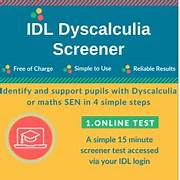 IDL Dyscalculia
Screener
Free of Charge
Simple to Use
Reliable Results
Identify and support pupils with Dyscalculia
or maths SEN in 4 simple steps
1.ONLINE TEST
A simple 15 minute
screener test accessed
via your IDL login